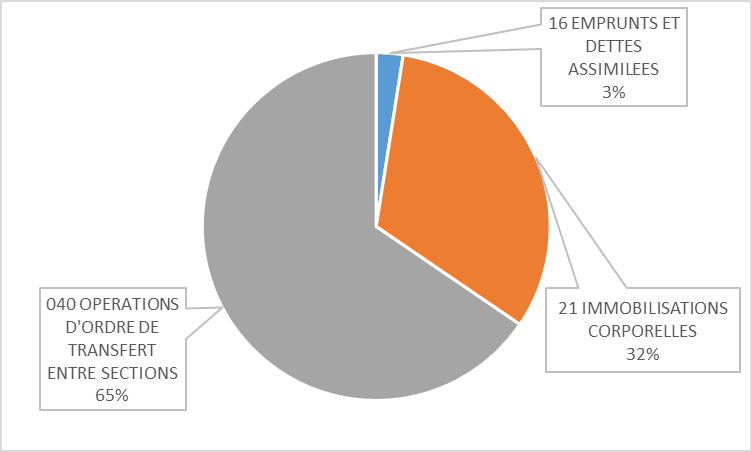 16 EMPRUNTS ET
DETTES
ASSIMILEES
3%
21 IMMOBILISATIONS
CORPORELLES
32%
040 OPERATIONS
D'ORDRE DE
TRANSFERT
ENTRE SECTIONS
65%